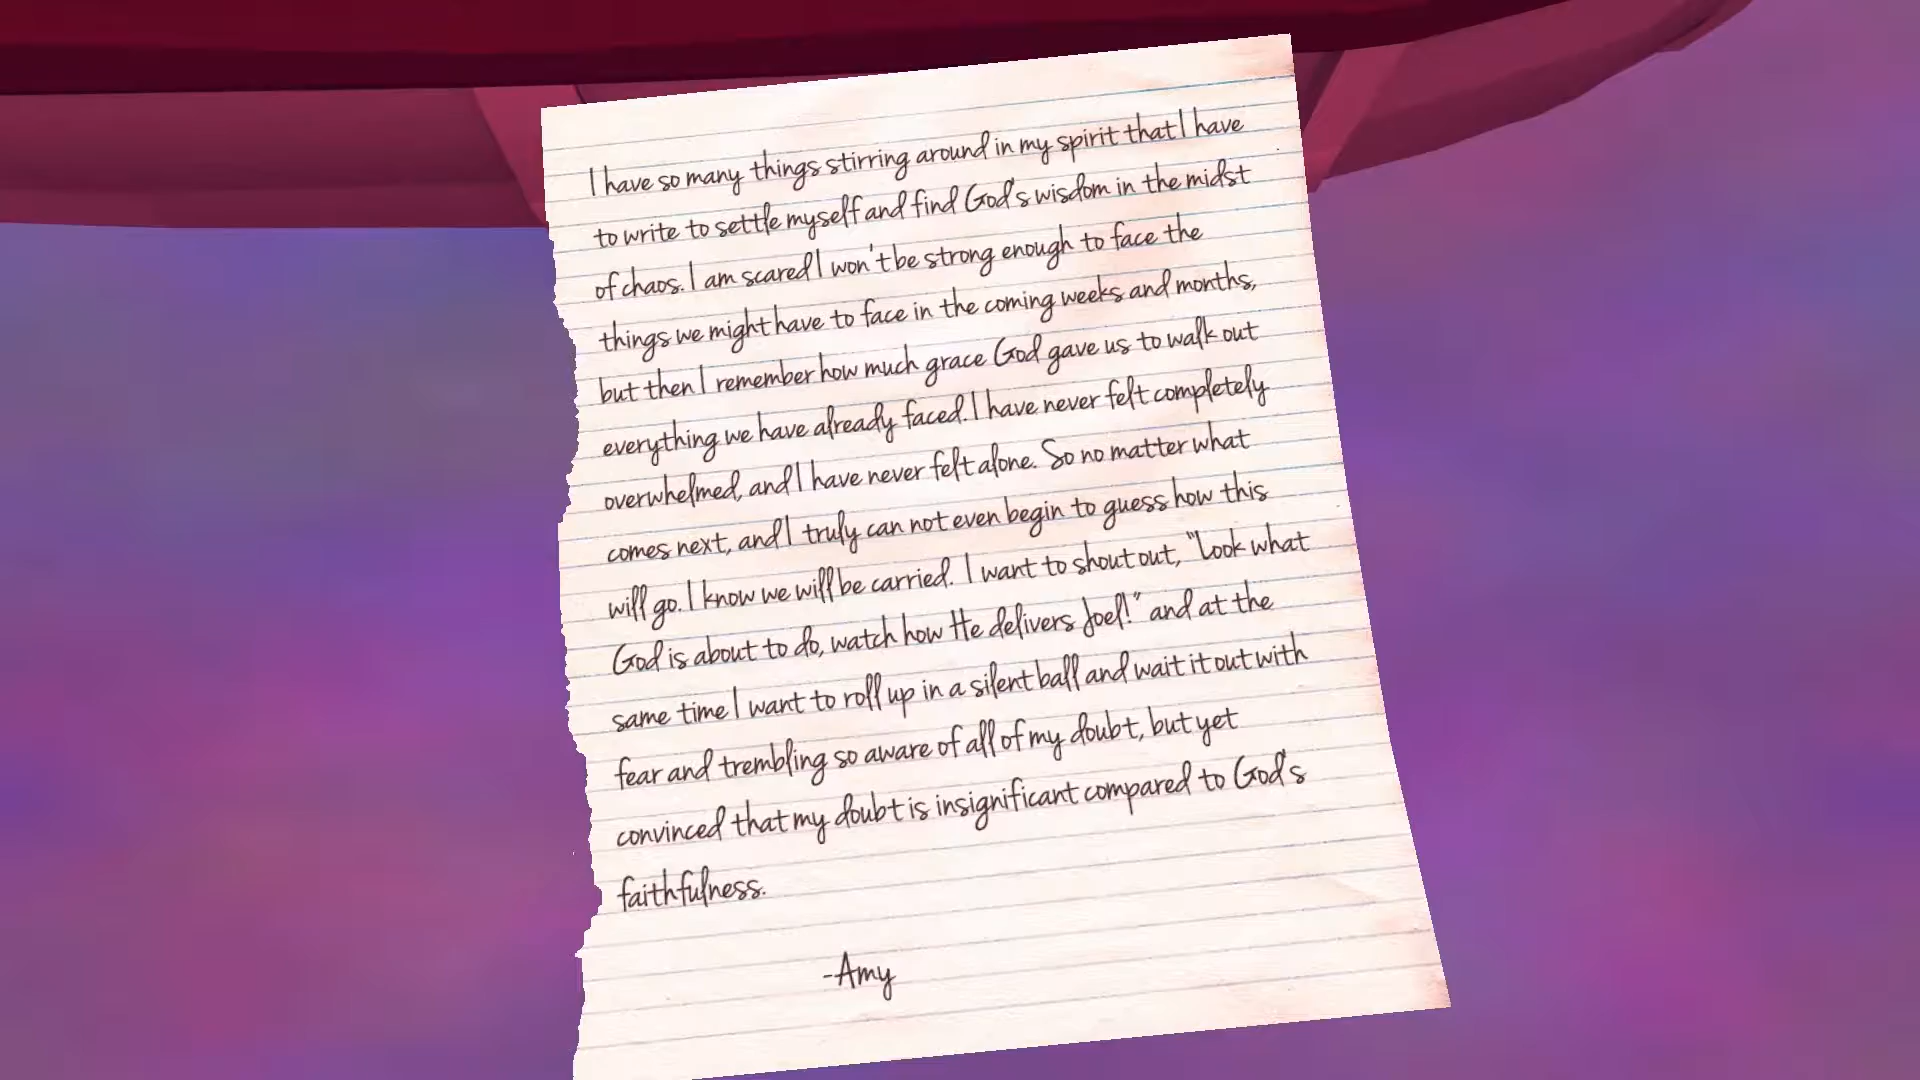 I have so many things stirring around in my spirit that I have
to write to settle myself and find God's wisdom in the midst
of chaos. I am scared I won't be strong enough to face the
things we might have to face in the coming weeks and months,
but then I remember how much grace God gave us to walk out
everything we have already faced. I have never felt completely
overwhelmed, and I have never felt alone. So no matter what
comes next, and I truly can not even begin to guess how this
will go. I know we will be carried. I want to shout out, "Look what
God is about to do, watch how He delivers Joel!" and at the
same time I want to roll up in a silent ball and wait it out with
fear and trembling so aware of all of my doubt, but yet
convinced that my doubt is insignificant compared to God's
faithfulness.
-Amy